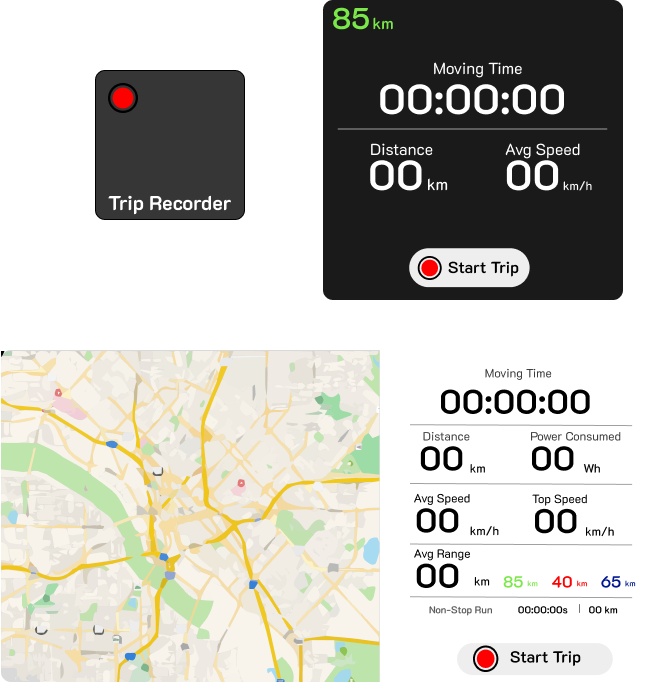 85 km
Moving Time
00:00:00
Distance
Avg Speed
00 km
00 km/h
Trip Recorder
Start Trip
Moving Time
00:00:00
Distance
Power Consumed
00 km
00 Wh
Avg Speed
Top Speed
00 km/h
00 km/h
Avg Range
00 km
85 km
40 km
65 km
Non-Stop Run
00:00:00s
00 km
Start Trip